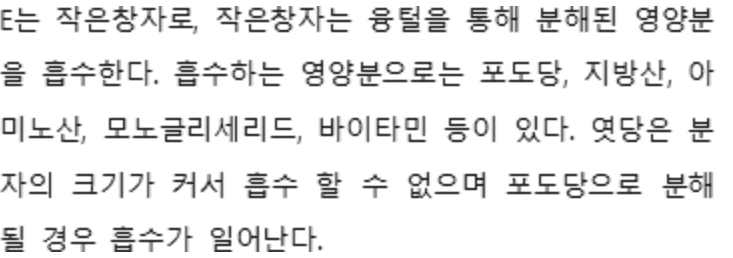 E는 작은창자로, 작은창자는 융털을 통해 분해된 영양분
을 흡수한다. 흡수하는 영양분으로는 포도당, 지방산, 아
미노산, 모노글리세리드, 바이타민 등이 있다. 엿당은 분
자의 크기가 커서 흡수 할 수 없으며 포도당으로 분해
될 경우 흡수가 일어난다.